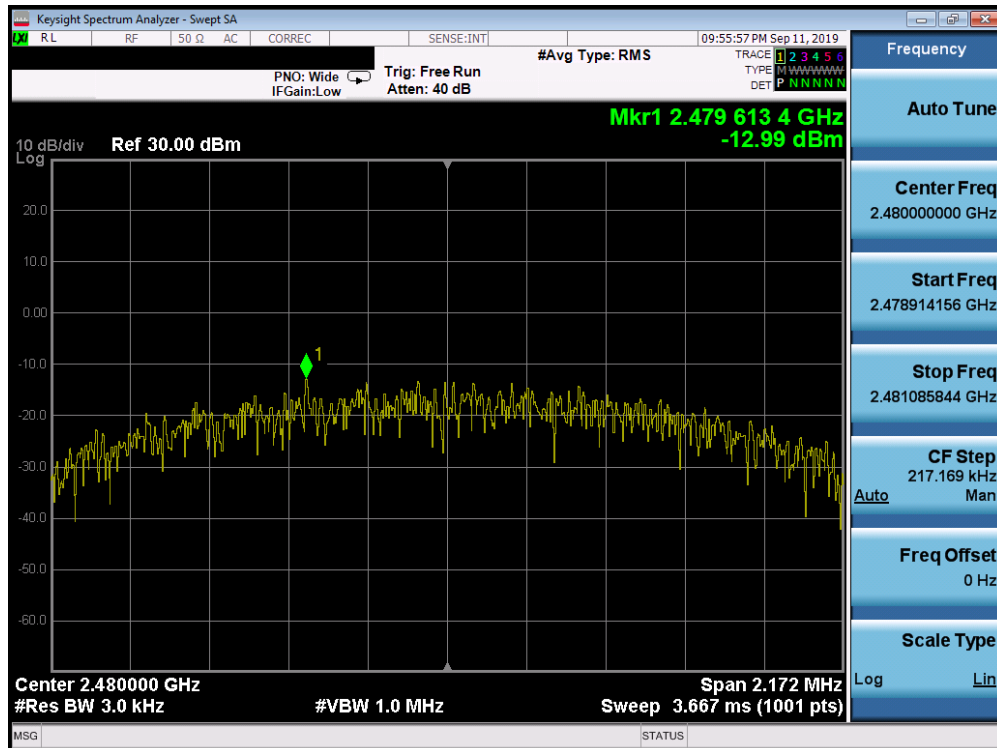 Keysight Spectrum Analyzer - Swept SA
LXI RL RF 50 Ω AC CORREC SENSE:INT 09:55:57 PM Sep 11, 2019
#Avg Type: RMS
TRACE 1 2 3 4 5 6
PNO: Wide Trig: Free Run
TYPE M W W W W W
IFGain:Low Atten: 40 dB
DET P N N N N N
Mkr1 2.479 613 4 GHz
-12.99 dBm
10 dB/div Ref 30.00 dBm
Log
20.0
10.0
0.00
1
-10.0
-20.0
-30.0
-40.0
-50.0
-60.0
Center 2.480000 GHz Span 2.172 MHz
#Res BW 3.0 kHz #VBW 1.0 MHz Sweep 3.667 ms (1001 pts)
MSG STATUS
Frequency
Auto Tune
Center Freq
2.480000000 GHz
Start Freq
2.478914156 GHz
Stop Freq
2.481085844 GHz
CF Step
217.169 kHz
Auto Man
Freq Offset
0 Hz
Scale Type
Log Lin